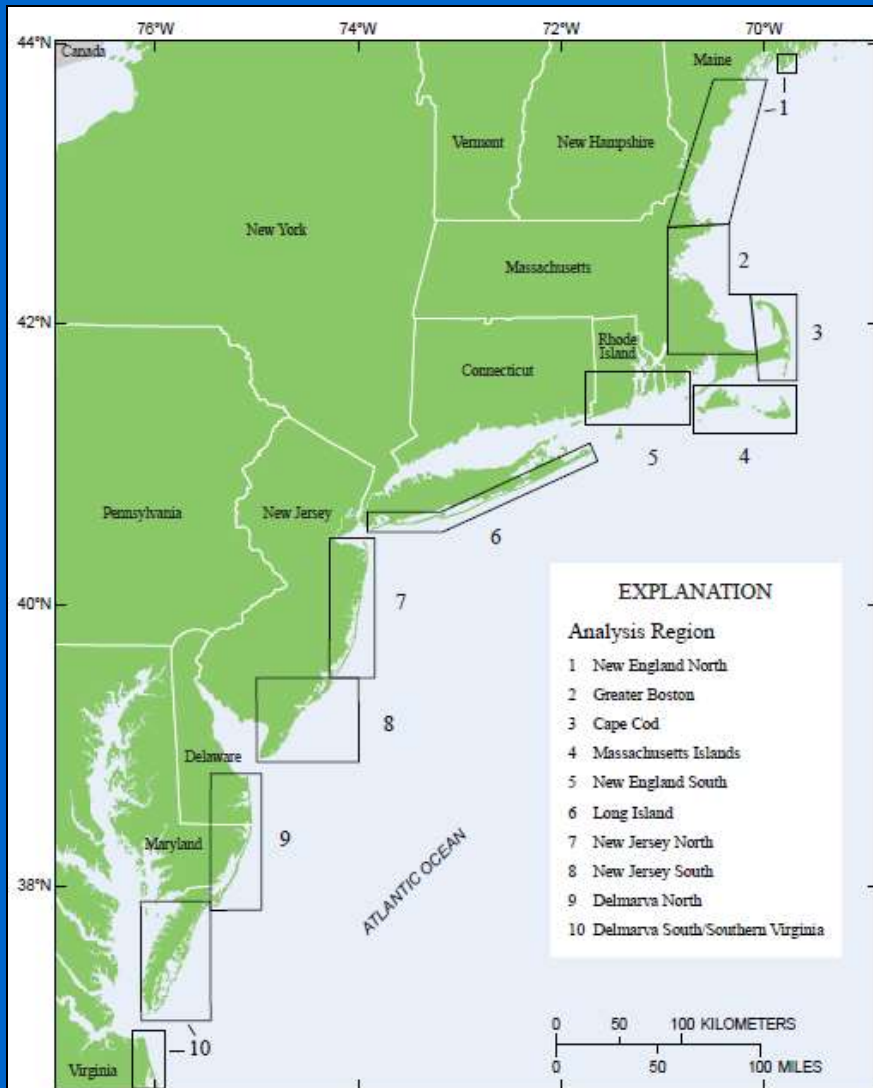 76°W 74°W 72°W 70°W
44°N
Canada
Maine
1
Vermont
New Hampshire
New York
2
Massachusetts
42°N
3
Rhode
Island
Connecticut
5
4
Pennsylvania
New Jersey
6
40°N
7
8
Delaware
Maryland
9
38°N
ATLANTIC OCEAN
10
Virginia
EXPLANATION
Analysis Region
1 New England North
2 Greater Boston
3 Cape Cod
4 Massachusetts Islands
5 New England South
6 Long Island
7 New Jersey North
8 New Jersey South
9 Delmarva North
10 Delmarva South/Southern Virginia
0 50 100 KILOMETERS
0 50 100 MILES